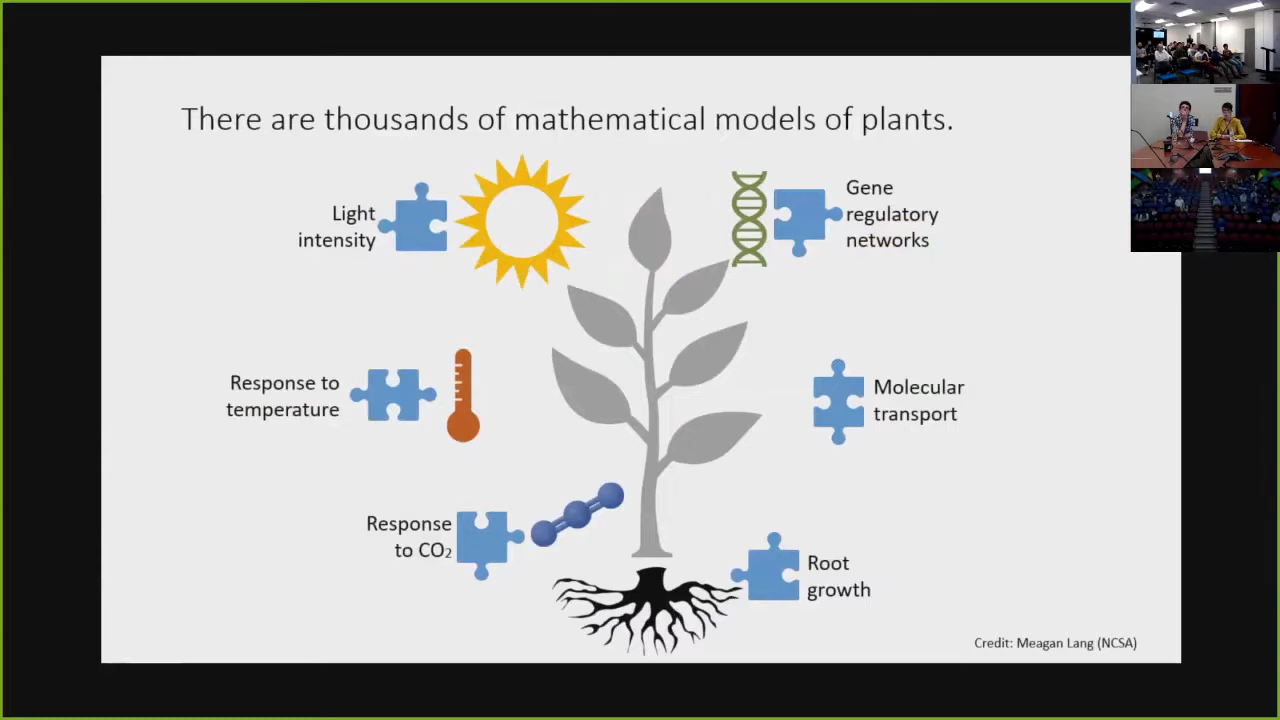 There are thousands of mathematical models of plants.
Light
intensity
Gene
regulatory
networks
Response to
temperature
Molecular
transport
Response
to CO₂
Root
growth
Credit: Meagan Lang (NCSA)